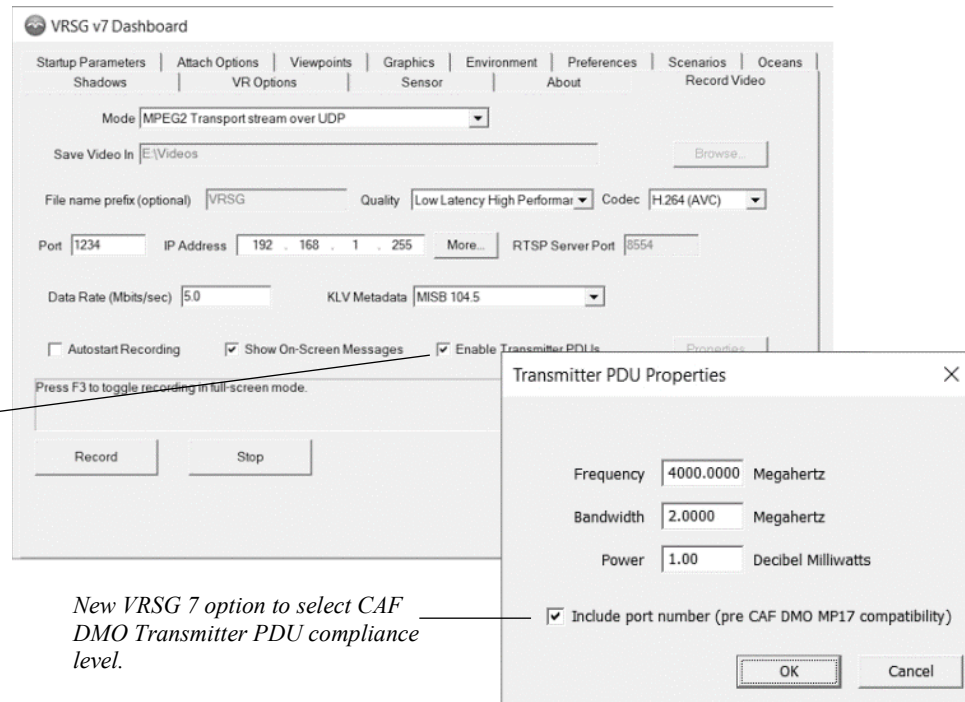 VRSG v7 Dashboard
Startup Parameters Attach Options Viewpoints Graphics Environment Preferences Scenarios Oceans
Shadows VR Options Sensor About Record Video
Mode MPEG2 Transport stream over UDP
Save Video In E:\Videos Browse...
File name prefix (optional) VRSG Quality Low Latency High Performar Codec H.264 (AVC)
Port 1234 IP Address 192 . 168 . 1 . 255 More... RTSP Server Port 8554
Data Rate (Mbits/sec) 5.0 KLV Metadata MISB 104.5
Autostart Recording Show On-Screen Messages Enable Transmitter PDUs Properties
Press F3 to toggle recording in full-screen mode.
Record Stop
Transmitter PDU Properties
Frequency 4000.0000 Megahertz
Bandwidth 2.0000 Megahertz
Power 1.00 Decibel Milliwatts
Include port number (pre CAF DMO MP17 compatibility)
OK Cancel
New VRSG 7 option to select CAF
DMO Transmitter PDU compliance
level.